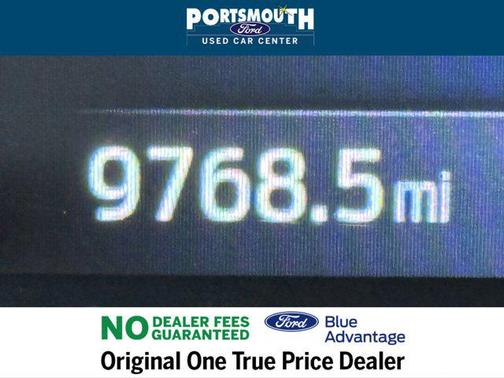 PORTSMOUTH
Ford
USED CAR CENTER
9768.5 mi
NO DEALER FEES GUARANTEED
Ford Blue Advantage
Original One True Price Dealer